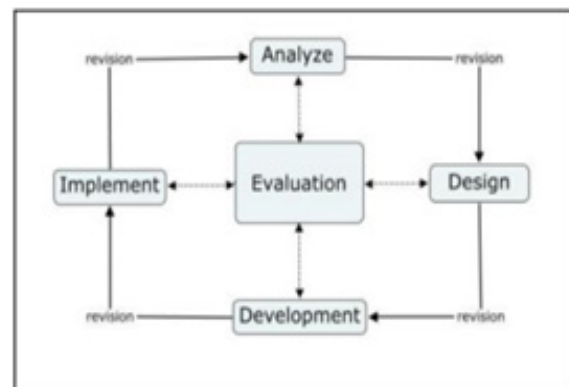 revision
Analyze
revision
Implement
Evaluation
Design
revision
Development
revision